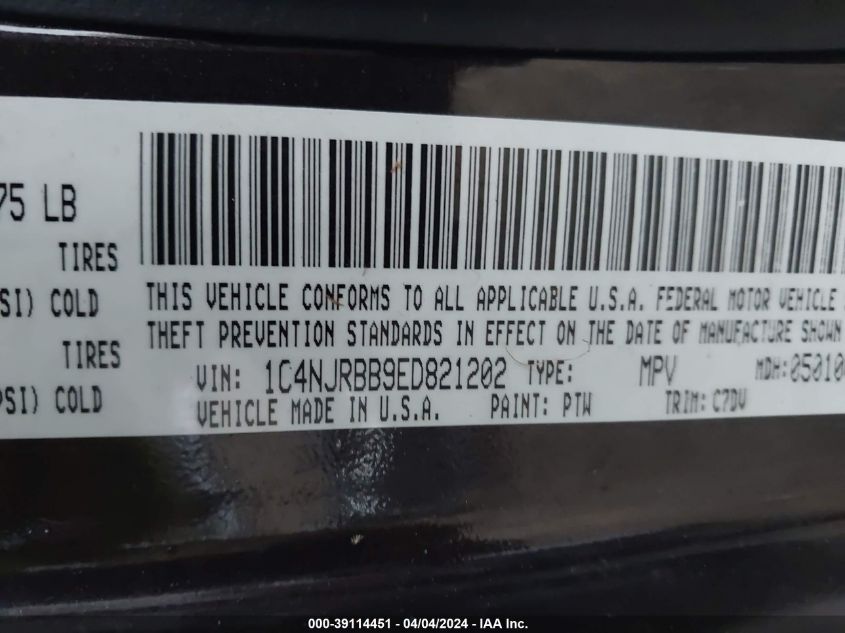 75 LB
TIRES
SI) COLD
TIRES
PSI) COLD
THIS VEHICLE CONFORMS TO ALL APPLICABLE U.S.A. FEDERAL MOTOR VEHICLE
THEFT PREVENTION STANDARDS IN EFFECT ON THE DATE OF MANUFACTURE SHOWN
VIN: 1C4NJRBB9ED821202 TYPE: MPV MDH: 05010
VEHICLE MADE IN U.S.A. PAINT: PTW TRIM: C7DV
000-39114451 - 04/04/2024 - IAA Inc.